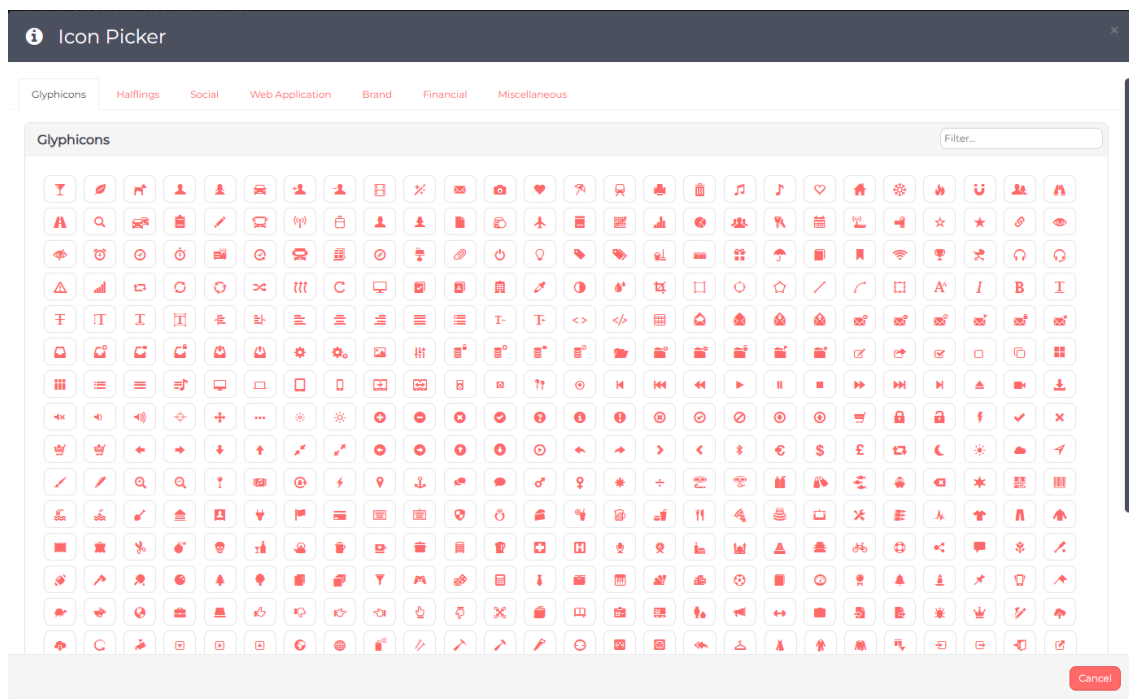 Icon Picker
×
Glyphicons Halflings Social Web Application Brand Financial Miscellaneous
Glyphicons
Filter...
Cancel